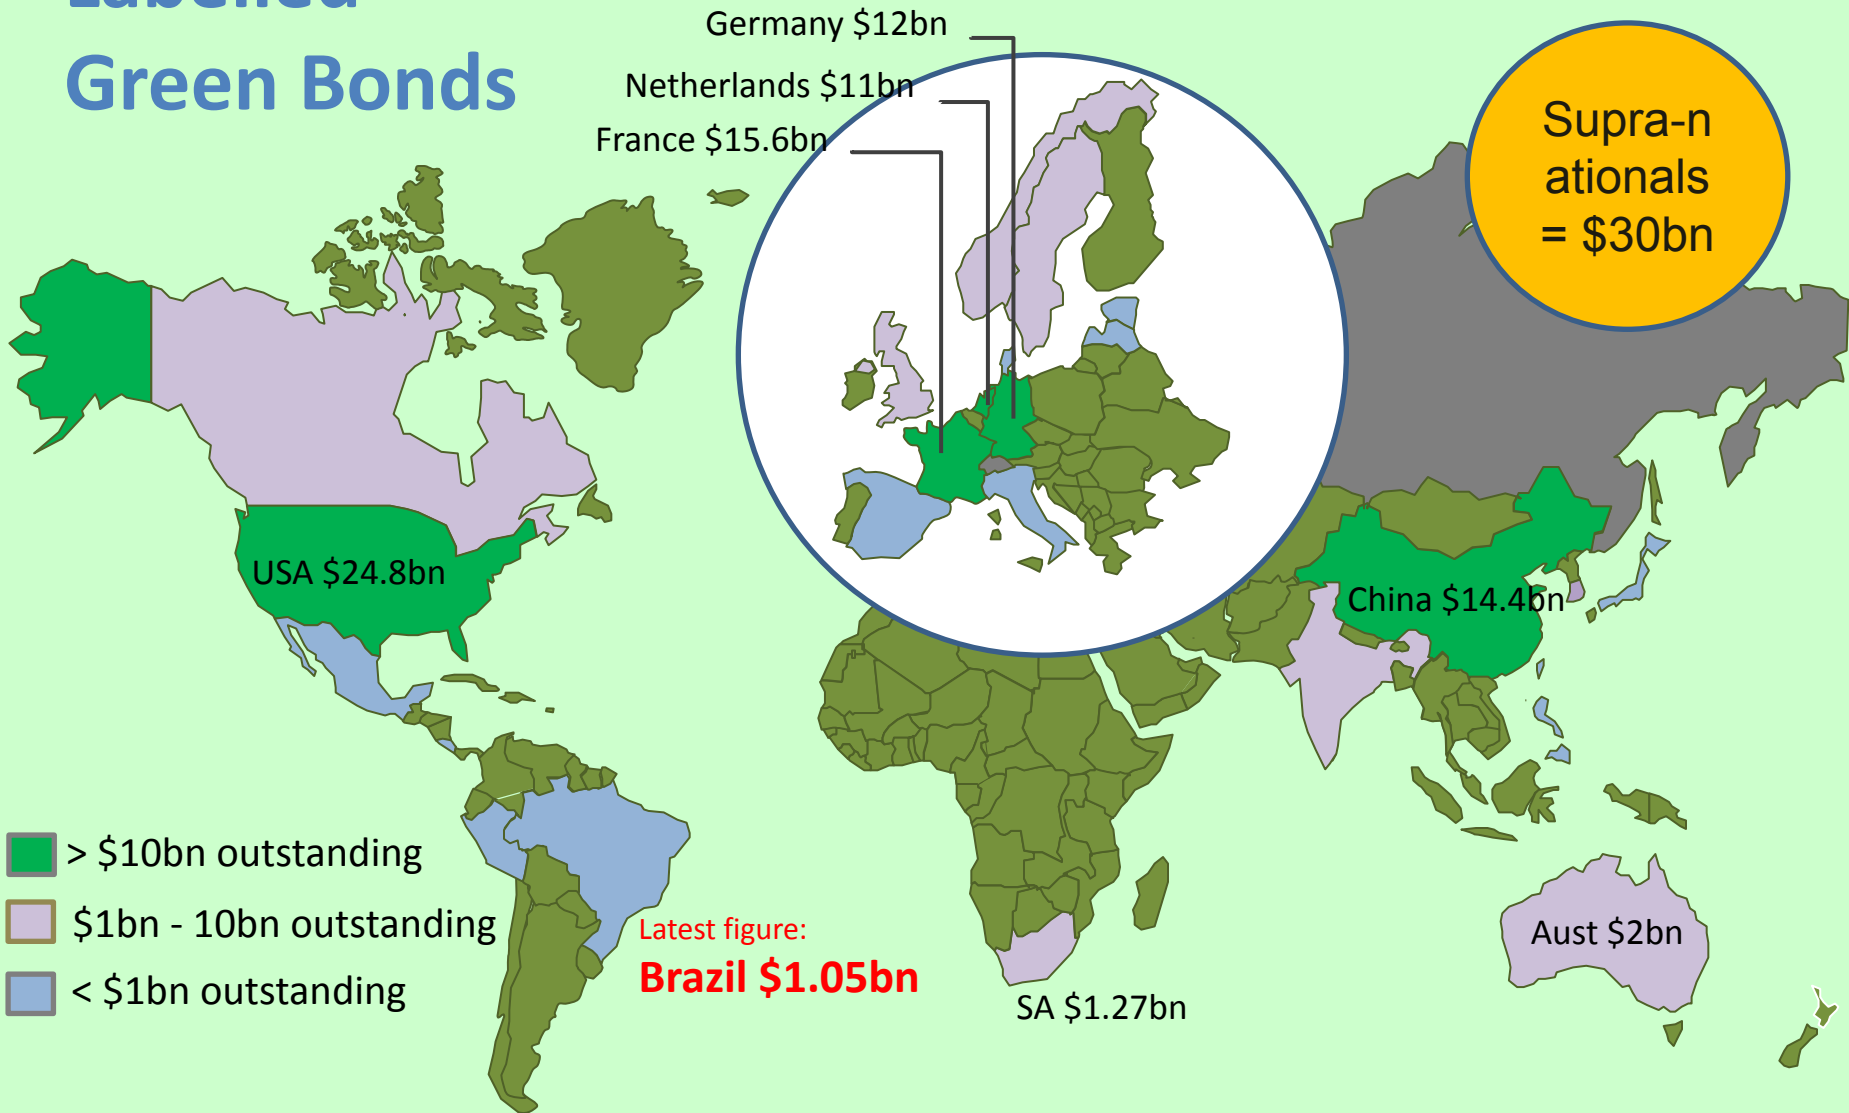 Labelled
Green Bonds
Germany $12bn
Netherlands $11bn
France $15.6bn
Supra-n
ationals
= $30bn
USA $24.8bn
China $14.4bn
> $10bn outstanding
$1bn - 10bn outstanding
< $1bn outstanding
Latest figure:
Brazil $1.05bn
SA $1.27bn
Aust $2bn